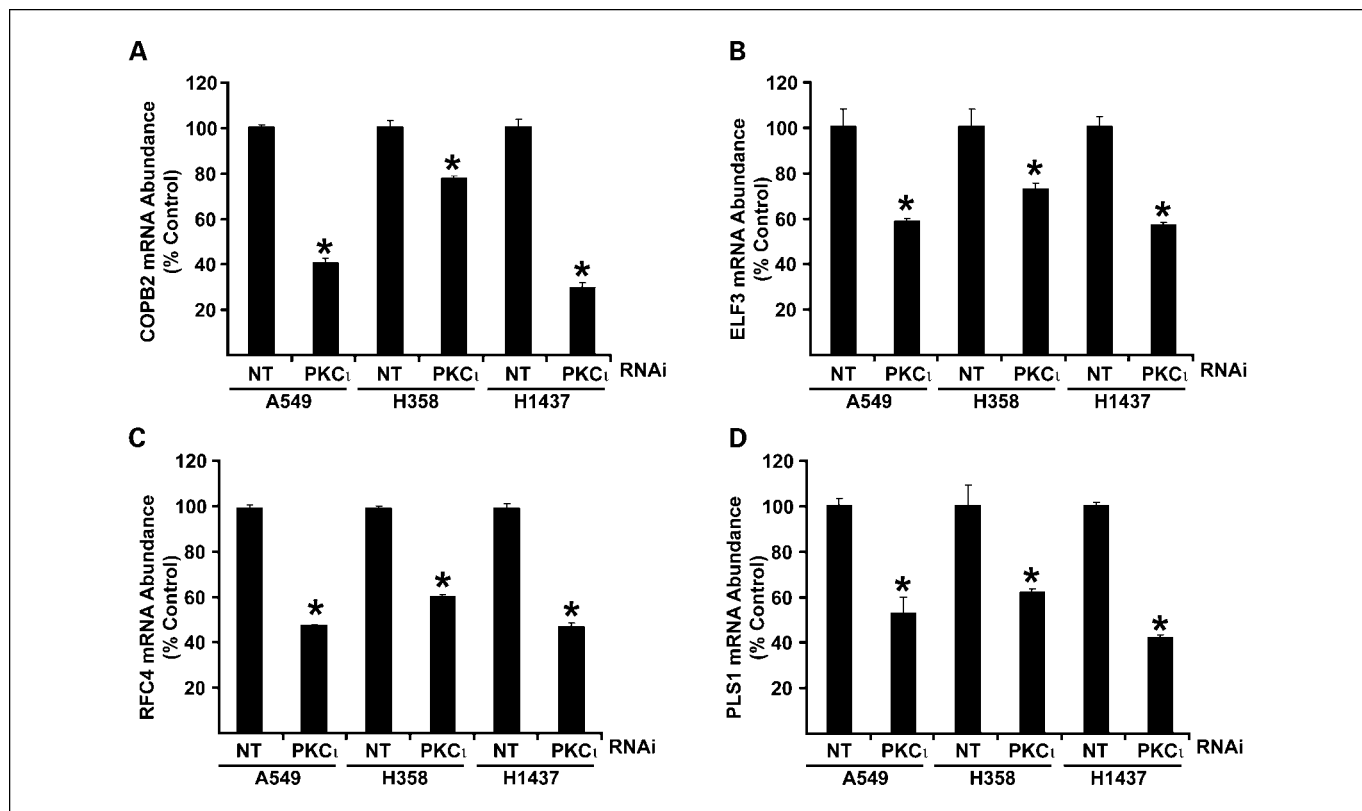 A
COPB2 mRNA Abundance
(% Control)
120
100
80
60
40
20
*
*
*
NT PKCι NT PKCι NT PKCι RNAi
A549 H358 H1437
B
ELF3 mRNA Abundance
(% Control)
120
100
80
60
40
20
*
*
*
NT PKCι NT PKCι NT PKCι RNAi
A549 H358 H1437
C
RFC4 mRNA Abundance
(% Control)
120
100
80
60
40
20
*
*
*
NT PKCι NT PKCι NT PKCι RNAi
A549 H358 H1437
D
PLS1 mRNA Abundance
(% Control)
120
100
80
60
40
20
*
*
*
NT PKCι NT PKCι NT PKCι RNAi
A549 H358 H1437